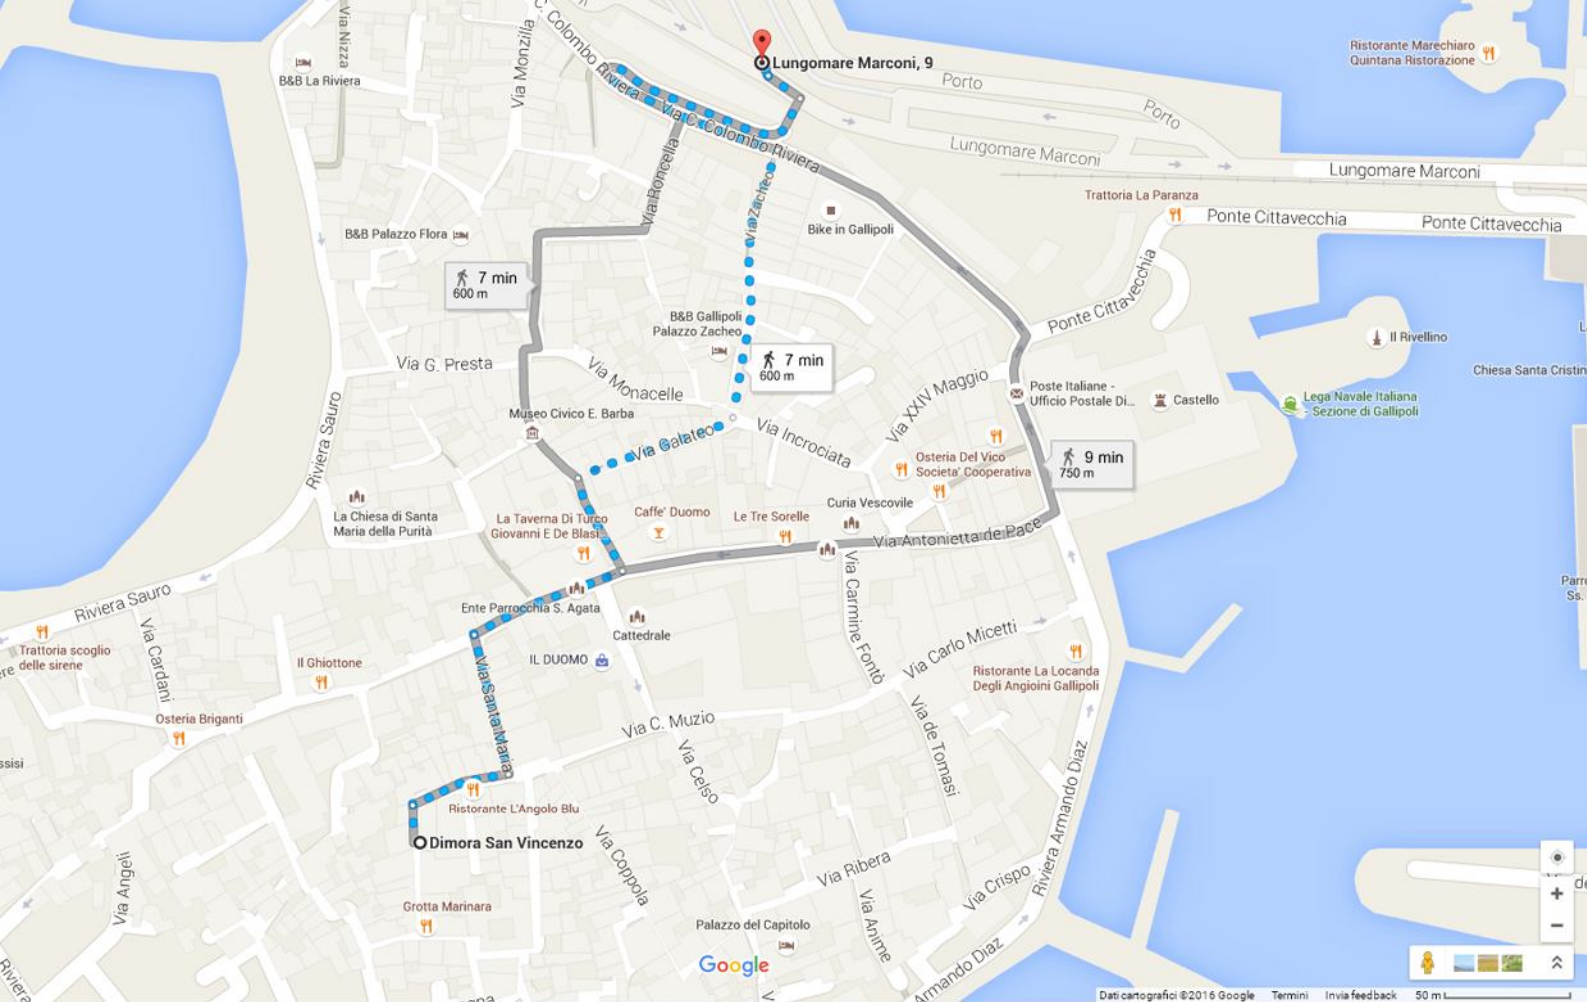 C. Colombo Riviera
Via Nizza
Via Monzilla
Lungomare Marconi, 9
Ristorante Marechiaro
Quintana Ristorazione
B&B La Riviera
Porto
Porto
Via C. Colombo Riviera
Lungomare Marconi
Lungomare Marconi
Via Roncella
Via Zacheo
Trattoria La Paranza
Ponte Cittavecchia
Ponte Cittavecchia
Bike in Gallipoli
B&B Palazzo Flora
7 min
600 m
Ponte Cittavecchia
B&B Gallipoli
Palazzo Zacheo
Il Rivellino
7 min
600 m
Via G. Presta
Via Monacelle
Via XXIV Maggio
Poste Italiane -
Ufficio Postale Di...
Castello
Chiesa Santa Cristin
Lega Navale Italiana
- Sezione di Gallipoli
Museo Civico E. Barba
Riviera Sauro
Via Galateo
Via Incrociata
Osteria Del Vico
Societa' Cooperativa
9 min
750 m
La Chiesa di Santa
Maria della Purità
La Taverna Di Turco
Giovanni E De Blasi...
Caffe' Duomo
Le Tre Sorelle
Curia Vescovile
Via Antonietta de Pace
Riviera Sauro
Ente Parrocchia S. Agata
Via Carmine Fontò
Parr
Ss.
Trattoria scoglio
delle sirene
ere
Via Cardani
Il Ghiottone
Cattedrale
IL DUOMO
Via Carlo Micetti
Ristorante La Locanda
Degli Angioini Gallipoli
Via Santa Maria
Osteria Briganti
Via C. Muzio
Via de Tomasi
ssisi
Via Celso
Riviera Armando Diaz
Ristorante L'Angolo Blu
Dimora San Vincenzo
Via Angeli
Via Coppola
Via Ribera
Via Crispo
Grotta Marinara
Via Anime
Palazzo del Capitolo
Armando Diaz
Riviera
Google
Dati cartografici ©2016 Google Termini Invia feedback 50 m